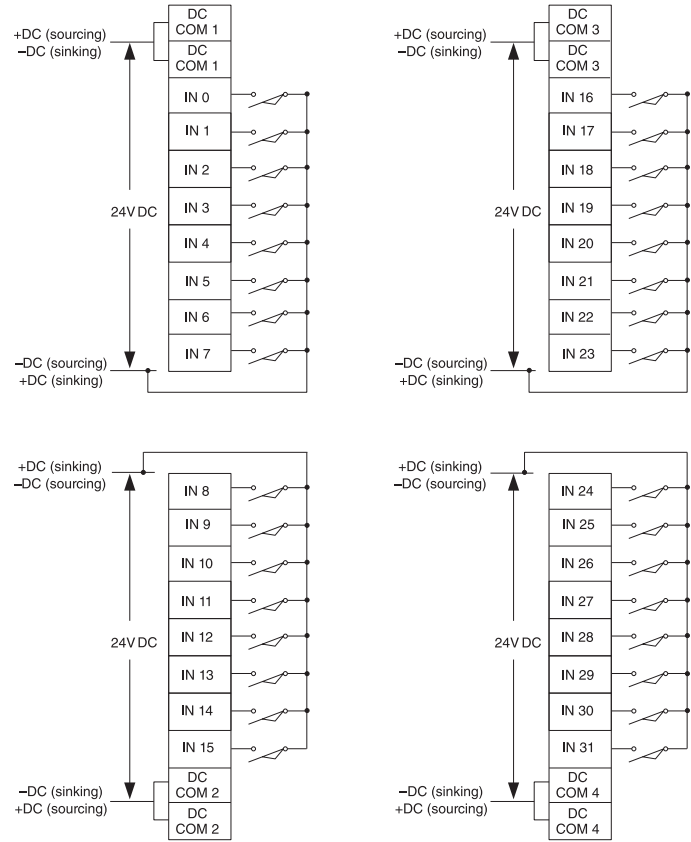 +DC (sourcing)
–DC (sinking)
DC
COM 1
DC
COM 1
IN 0
IN 1
IN 2
IN 3
IN 4
IN 5
IN 6
IN 7
24V DC
–DC (sourcing)
+DC (sinking)
+DC (sourcing)
–DC (sinking)
DC
COM 3
DC
COM 3
IN 16
IN 17
IN 18
IN 19
IN 20
IN 21
IN 22
IN 23
24V DC
–DC (sourcing)
+DC (sinking)
+DC (sinking)
–DC (sourcing)
IN 8
IN 9
IN 10
IN 11
IN 12
IN 13
IN 14
IN 15
24V DC
DC
COM 2
DC
COM 2
–DC (sinking)
+DC (sourcing)
+DC (sinking)
–DC (sourcing)
IN 24
IN 25
IN 26
IN 27
IN 28
IN 29
IN 30
IN 31
24V DC
DC
COM 4
DC
COM 4
–DC (sinking)
+DC (sourcing)